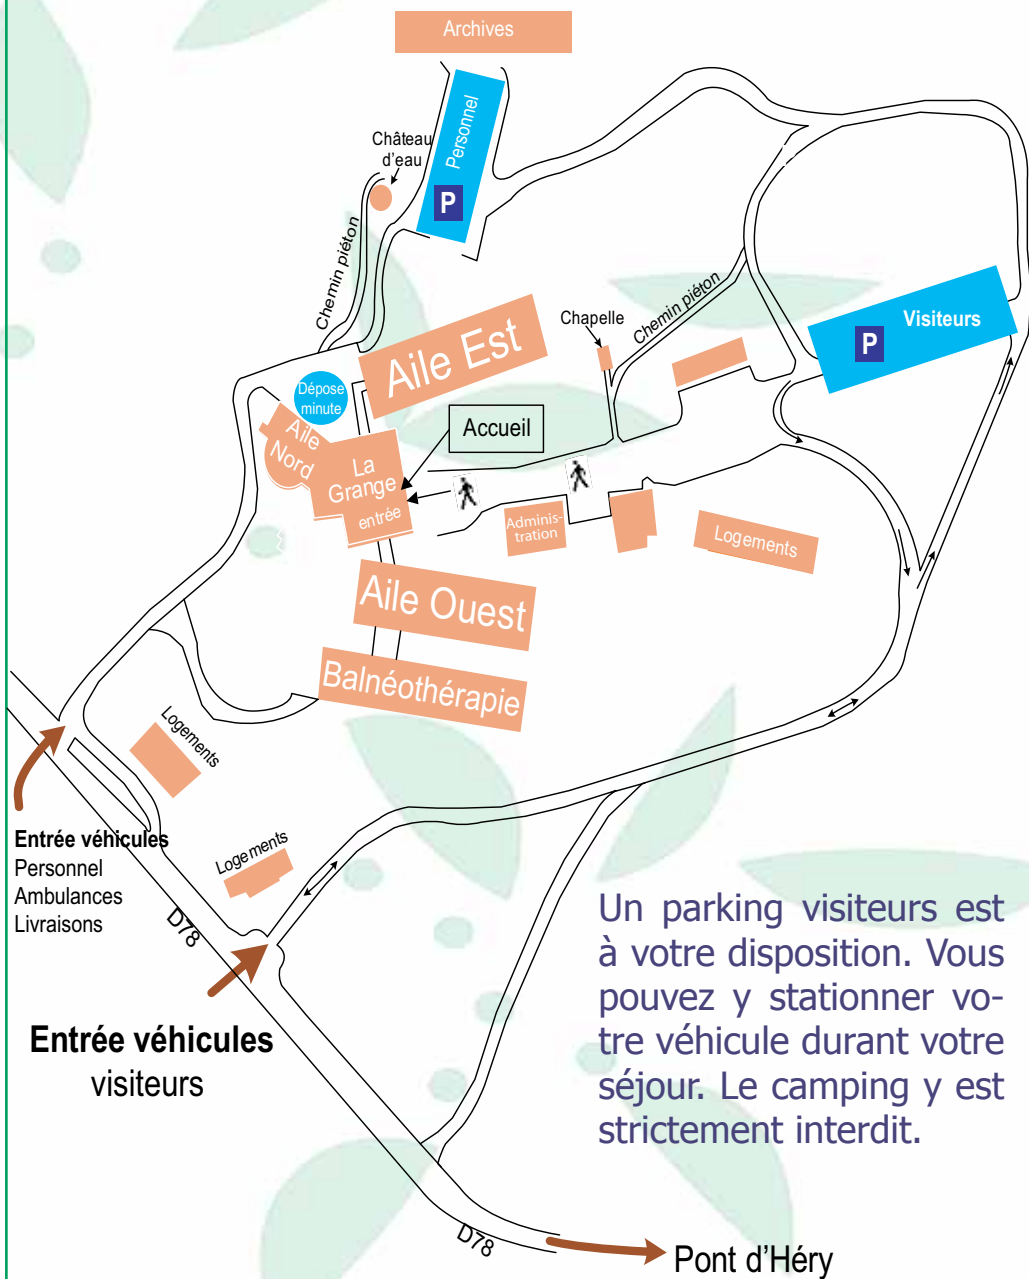 Archives
Personnel
P
Château
d'eau
Chemin piéton
Chapelle
Chemin piéton
Visiteurs
P
Aile Est
Dépose
minute
Accueil
Aile
Nord
La
Grange
entrée
Adminis-
tration
Logements
Aile Ouest
Balnéothérapie
Logements
Entrée véhicules
Personnel
Ambulances
Livraisons
Logements
D78
Entrée véhicules
visiteurs
Un parking visiteurs est
à votre disposition. Vous
pouvez y stationner vo-
tre véhicule durant votre
séjour. Le camping y est
strictement interdit.
D78
Pont d'Héry